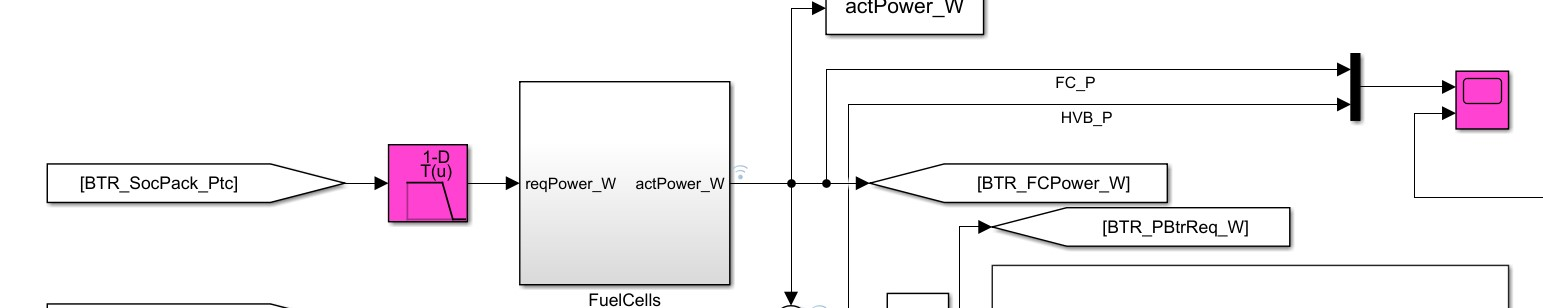 actPower_W
FC_P
HVB_P
1-D
T(u)
[BTR_SocPack_Ptc]
reqPower_W
actPower_W
[BTR_FCPower_W]
[BTR_PBtrReq_W]
FuelCells